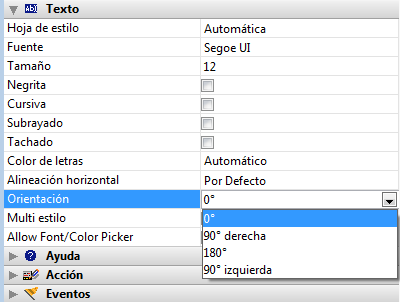 Texto
Hoja de estilo Automática
Fuente Segoe UI
Tamaño 12
Negrita
Cursiva
Subrayado
Tachado
Color de letras Automático
Alineación horizontal Por Defecto
Orientación 0°
Multi estilo 0°
Allow Font/Color Picker 90° derecha
180°
Ayuda 90° izquierda
Acción
Eventos